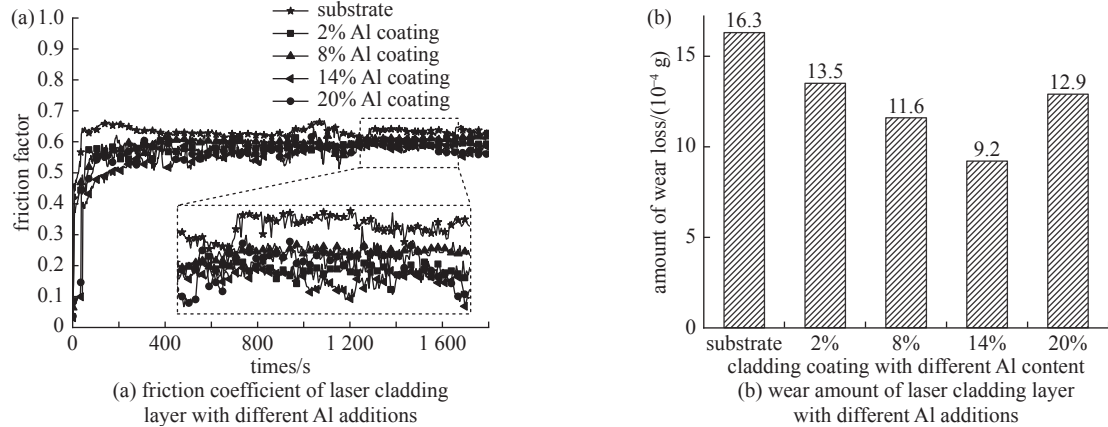 (a)
1.0
0.9
0.8
0.7
0.6
0.5
0.4
0.3
0.2
0.1
0
friction factor
substrate
2% Al coating
8% Al coating
14% Al coating
20% Al coating
0 400 800 1 200 1 600
times/s
(a) friction coefficient of laser cladding
layer with different Al additions
(b)
15
10
5
0
amount of wear loss/(10⁻⁴ g)
16.3
13.5
11.6
9.2
12.9
substrate 2% 8% 14% 20%
cladding coating with different Al content
(b) wear amount of laser cladding layer
with different Al additions